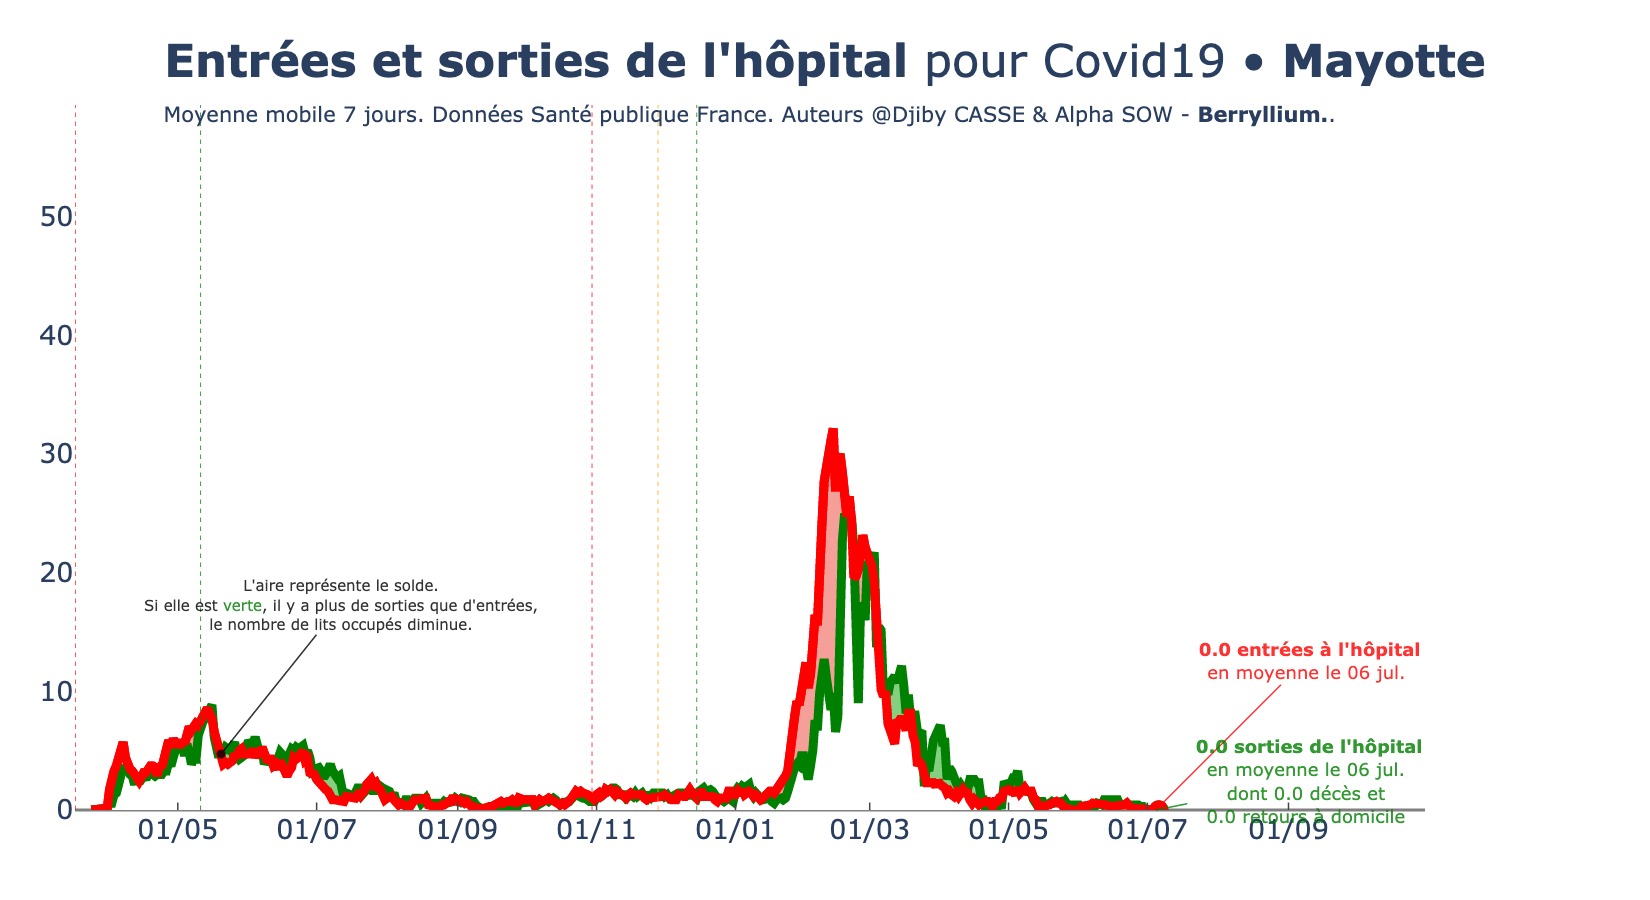 Entrées et sorties de l'hôpital pour Covid19 • Mayotte
Moyenne mobile 7 jours. Données Santé publique France. Auteurs @Djiby CASSE & Alpha SOW - Berryllium..
50
40
30
20
10
0
L'aire représente le solde.
Si elle est verte, il y a plus de sorties que d'entrées,
le nombre de lits occupés diminue.
0.0 entrées à l'hôpital
en moyenne le 06 jul.
0.0 sorties de l'hôpital
en moyenne le 06 jul.
dont 0.0 décès et
0.0 retours à domicile
01/05 01/07 01/09 01/11 01/01 01/03 01/05 01/07 01/09